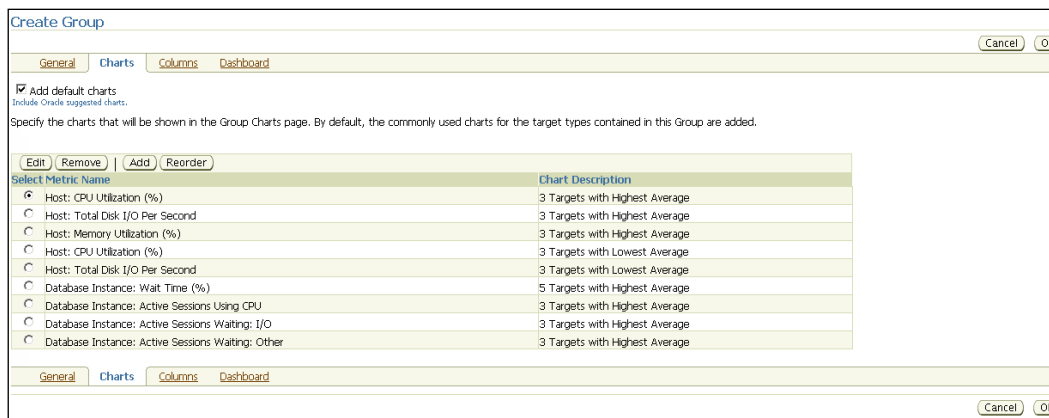 Create Group
Cancel
General Charts Columns Dashboard
Add default charts
Include Oracle suggested charts.
Specify the charts that will be shown in the Group Charts page. By default, the commonly used charts for the target types contained in this Group are added.
Edit Remove | Add Reorder
Select Metric Name Chart Description
Host: CPU Utilization (%) 3 Targets with Highest Average
Host: Total Disk I/O Per Second 3 Targets with Highest Average
Host: Memory Utilization (%) 3 Targets with Highest Average
Host: CPU Utilization (%) 3 Targets with Lowest Average
Host: Total Disk I/O Per Second 3 Targets with Lowest Average
Database Instance: Wait Time (%) 5 Targets with Highest Average
Database Instance: Active Sessions Using CPU 3 Targets with Highest Average
Database Instance: Active Sessions Waiting: I/O 3 Targets with Highest Average
Database Instance: Active Sessions Waiting: Other 3 Targets with Highest Average
General Charts Columns Dashboard
Cancel